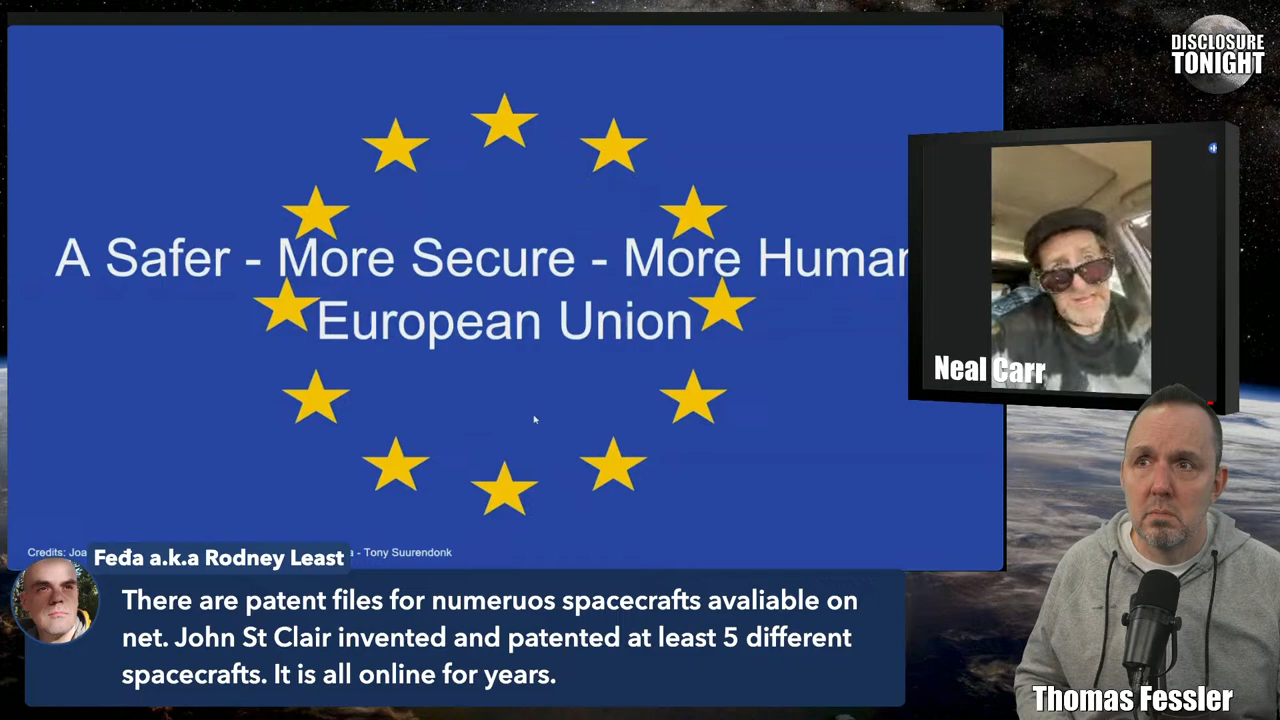 DISCLOSURE
TONIGHT
A Safer - More Secure - More Human
European Union
Neal Carr
Credits: Joa
- Tony Suurendonk
Feđa a.k.a Rodney Least
There are patent files for numeruos spacecrafts avaliable on
net. John St Clair invented and patented at least 5 different
spacecrafts. It is all online for years.
Thomas Fessler